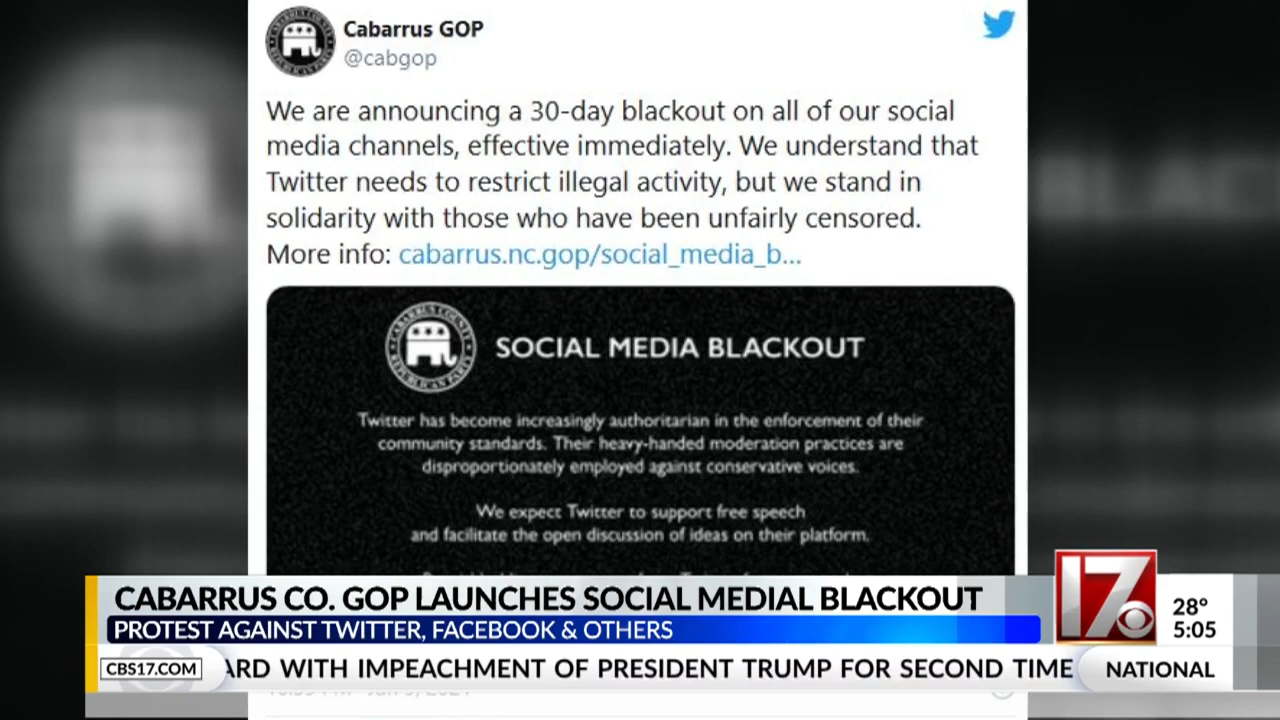 Cabarrus GOP
@cabgop
We are announcing a 30-day blackout on all of our social
media channels, effective immediately. We understand that
Twitter needs to restrict illegal activity, but we stand in
solidarity with those who have been unfairly censored.
More info: cabarrus.nc.gop/social_media_b...
CABARRUS COUNTY
REPUBLICAN PARTY
SOCIAL MEDIA BLACKOUT
Twitter has become increasingly authoritarian in the enforcement of their
community standards. Their heavy-handed moderation practices are
disproportionately employed against conservative voices.
We expect Twitter to support free speech
and facilitate the open discussion of ideas on their platform.
CABARRUS CO. GOP LAUNCHES SOCIAL MEDIAL BLACKOUT
PROTEST AGAINST TWITTER, FACEBOOK & OTHERS
17
28°
5:05
CBS17.COM
ARD WITH IMPEACHMENT OF PRESIDENT TRUMP FOR SECOND TIME
NATIONAL